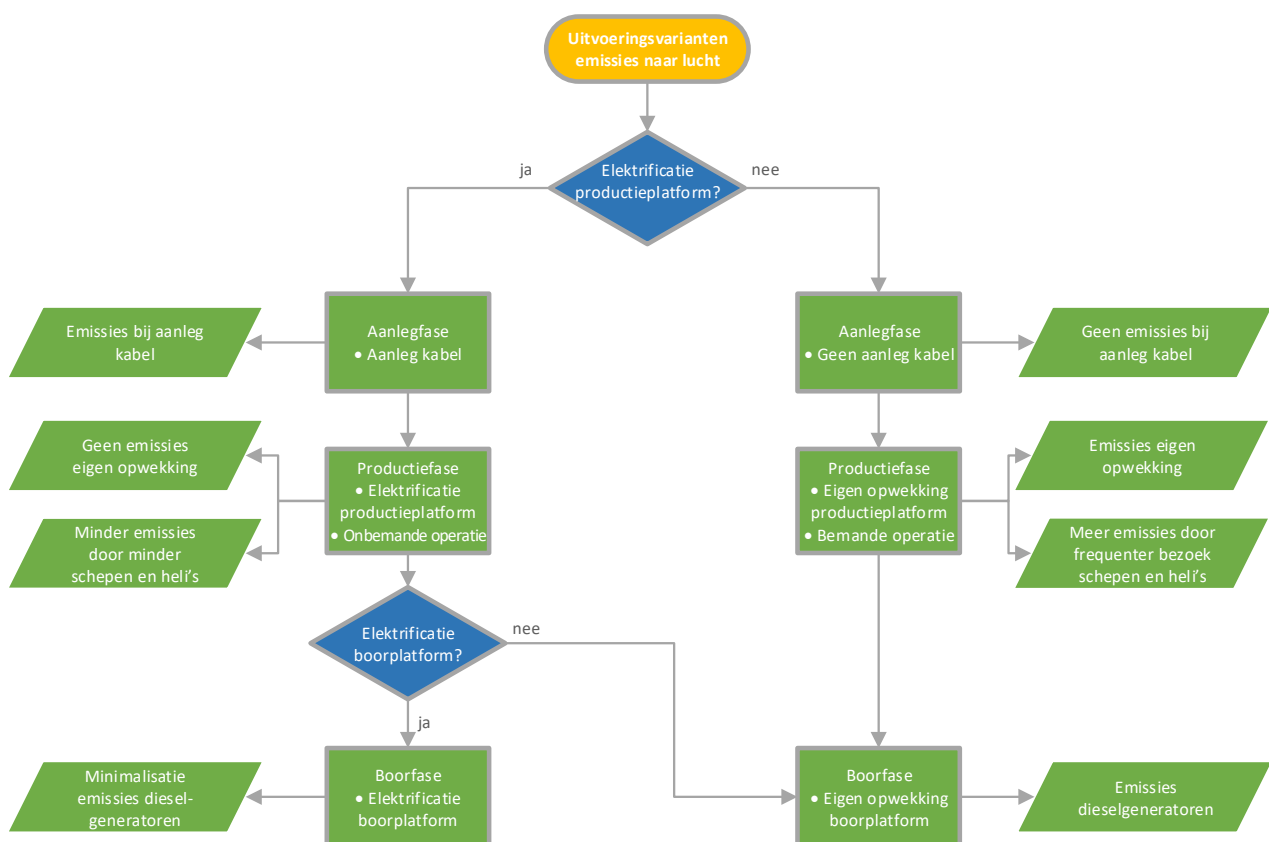 Uitvoeringsvarianten
emissies naar lucht
ja
Elektrificatie
productieplatform?
nee
Emissies bij aanleg
kabel
Aanlegfase
• Aanleg kabel
Aanlegfase
• Geen aanleg kabel
Geen emissies bij
aanleg kabel
Geen emissies
eigen opwekking
Minder emissies
door minder
schepen en heli's
Productiefase
• Elektrificatie
productieplatform
• Onbemande operatie
Productiefase
• Eigen opwekking
productieplatform
• Bemande operatie
Emissies eigen
opwekking
Meer emissies door
frequenter bezoek
schepen en heli's
Elektrificatie
boorplatform?
nee
ja
Minimalisatie
emissies diesel-
generatoren
Boorfase
• Elektrificatie
boorplatform
Boorfase
• Eigen opwekking
boorplatform
Emissies
dieselgeneratoren